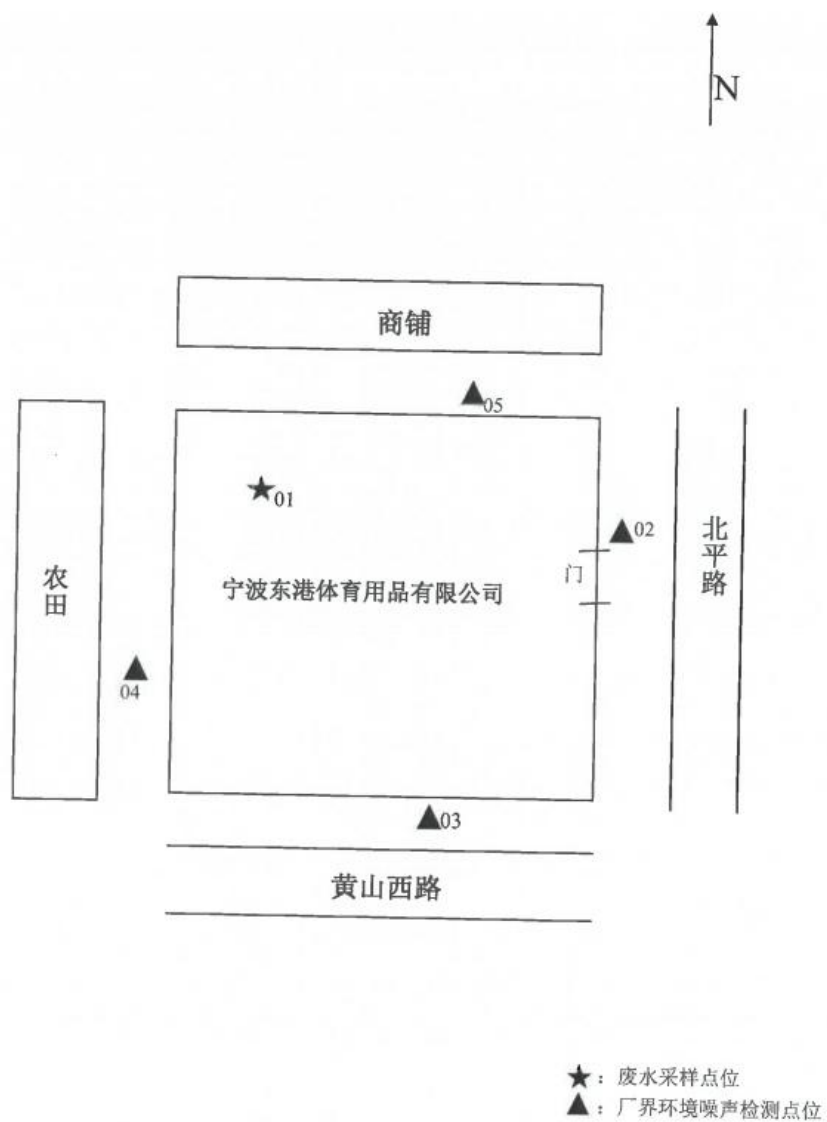 N
商铺
05
01
02
北平路
门
农田
宁波东港体育用品有限公司
04
03
黄山西路
★：废水采样点位
▲：厂界环境噪声检测点位